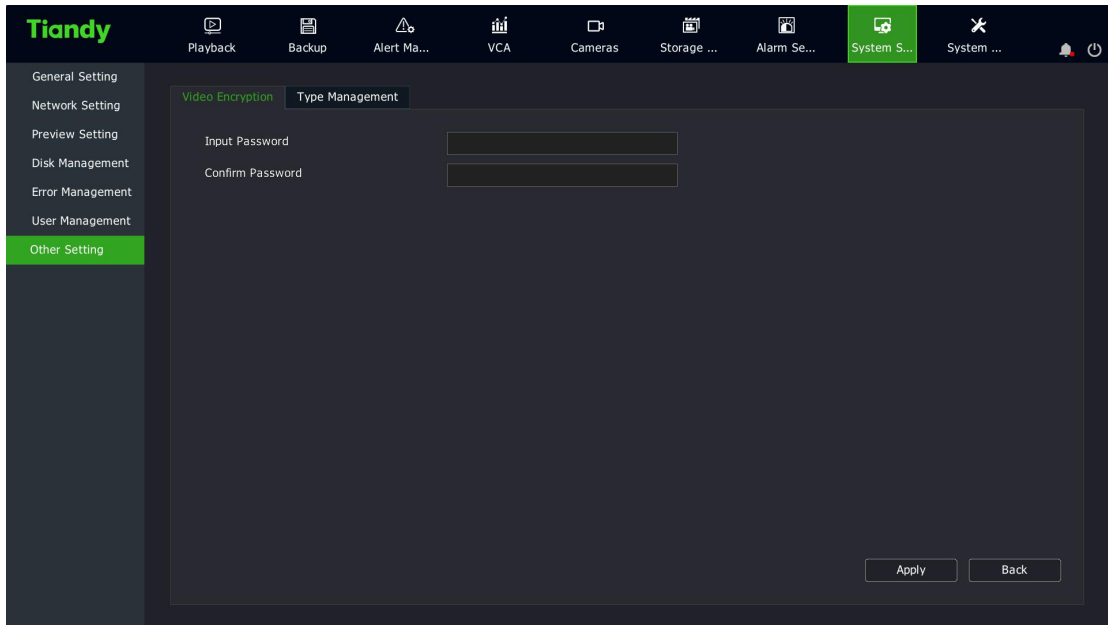 Tiandy
Playback
Backup
Alert Ma...
VCA
Cameras
Storage ...
Alarm Se...
System S...
System ...
General Setting
Network Setting
Preview Setting
Disk Management
Error Management
User Management
Other Setting
Video Encryption
Type Management
Input Password
Confirm Password
Apply
Back